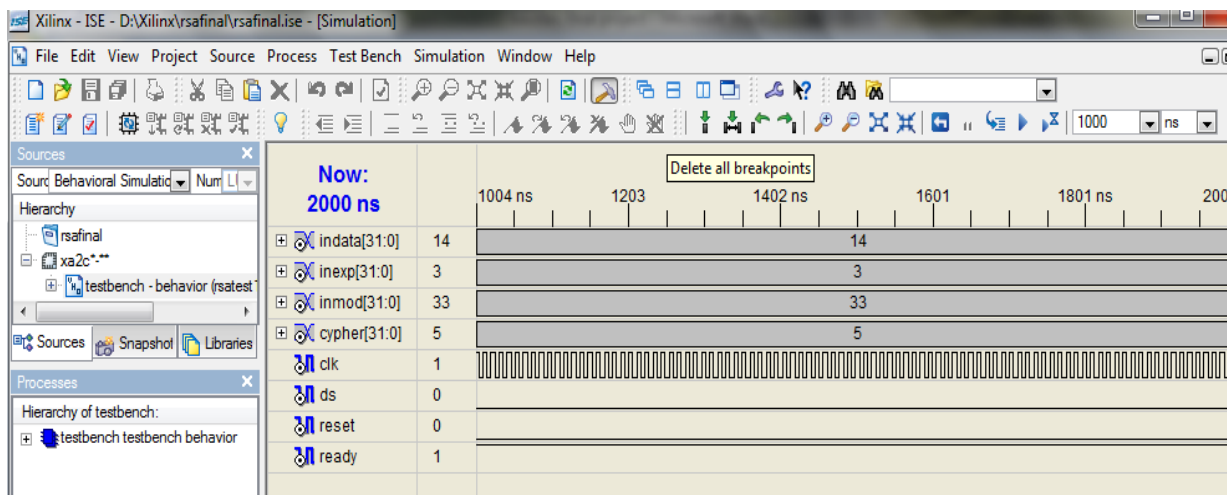 Xilinx - ISE - D:\Xilinx\rsafinal\rsafinal.ise - [Simulation]
File Edit View Project Source Process Test Bench Simulation Window Help
1000 ns
Sources
Sourc Behavioral Simulatic Num
Hierarchy
rsafinal
xa2c*-**
testbench - behavior (rsatest
Sources Snapshot Libraries
Processes
Hierarchy of testbench:
testbench testbench behavior
Delete all breakpoints
Now:
2000 ns
1004 ns 1203 1402 ns 1601 1801 ns 200
indata[31:0] 14 14
inexp[31:0] 3 3
inmod[31:0] 33 33
cypher[31:0] 5 5
clk 1
ds 0
reset 0
ready 1